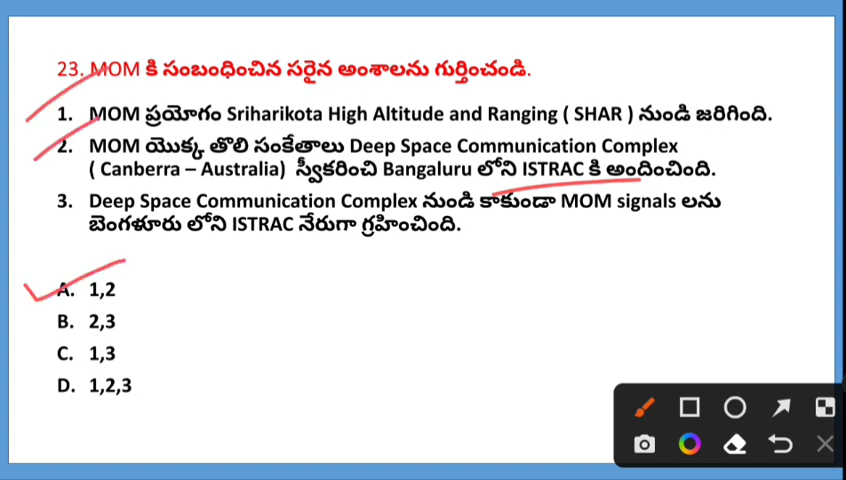 23. MOM కి సంబంధించిన సరైన అంశాలను గుర్తించండి.
1. MOM ప్రయోగం Sriharikota High Altitude and Ranging ( SHAR ) నుండి జరిగింది.
2. MOM యొక్క తొలి సంకేతాలు Deep Space Communication Complex
( Canberra – Australia) స్వీకరించి Bangaluru లోని ISTRAC కి అందించింది.
3. Deep Space Communication Complex నుండి కాకుండా MOM signals లను
బెంగళూరు లోని ISTRAC నేరుగా గ్రహించింది.
A. 1,2
B. 2,3
C. 1,3
D. 1,2,3